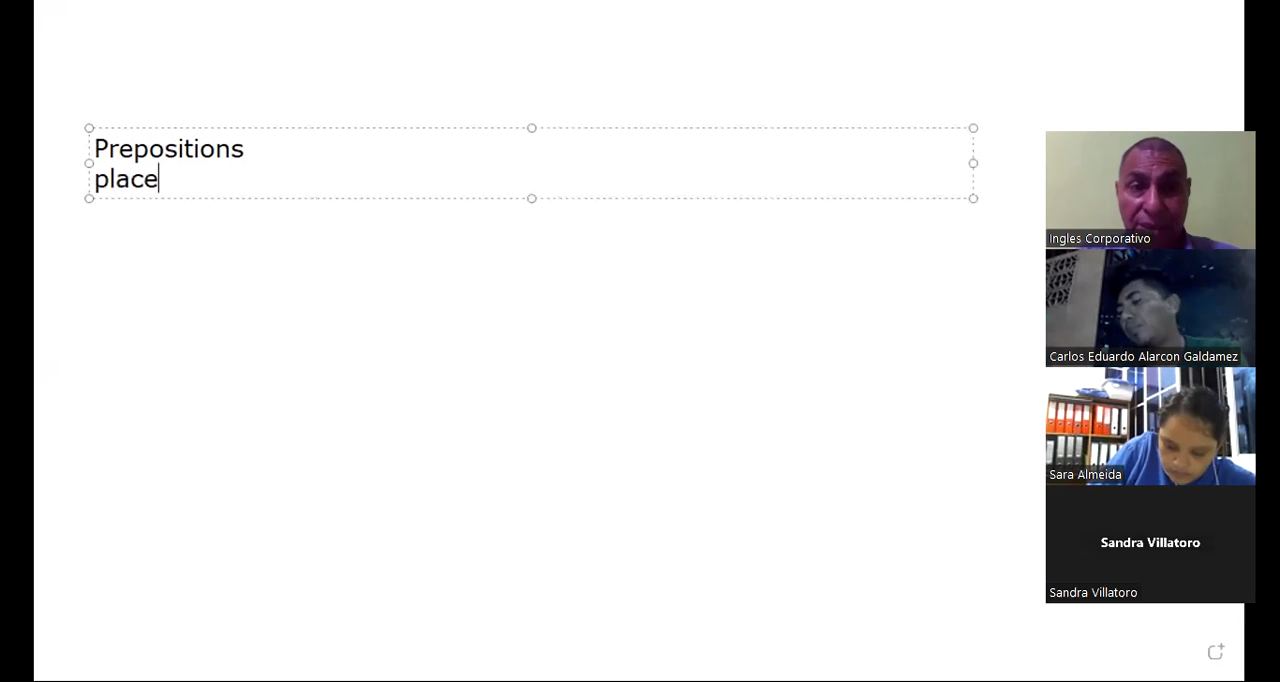 Prepositions
place
Ingles Corporativo
Carlos Eduardo Alarcon Galdamez
Sara Almeida
Sandra Villatoro
Sandra Villatoro